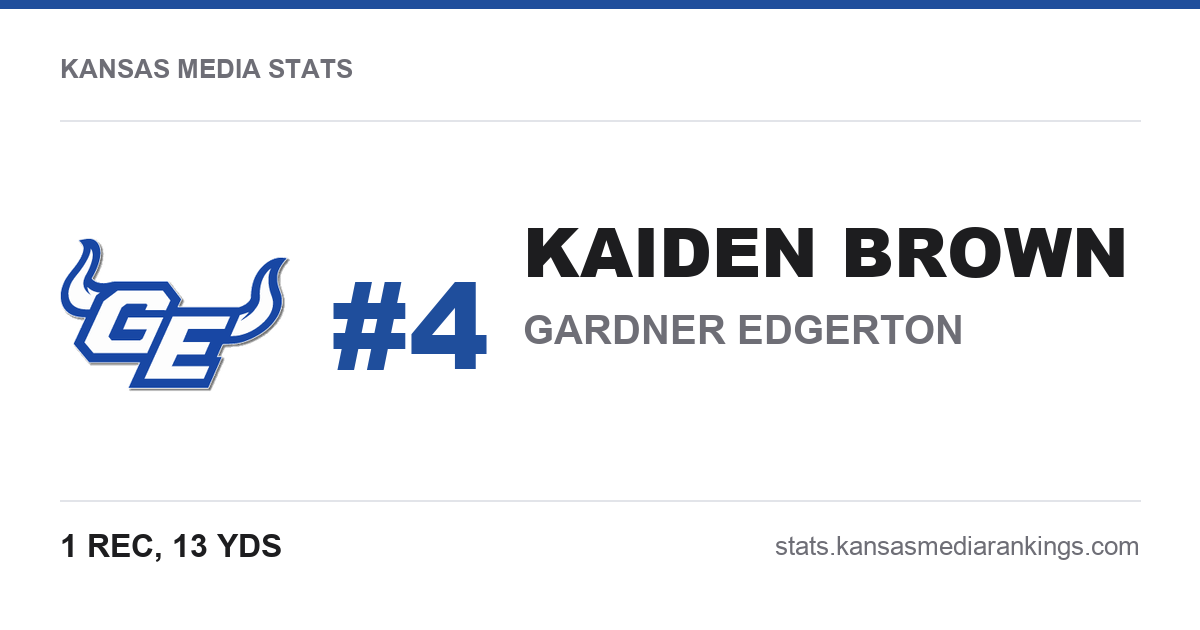 KANSAS MEDIA STATS
GE
#4
KAIDEN BROWN
GARDNER EDGERTON
1 REC, 13 YDS
stats.kansasmediarankings.com